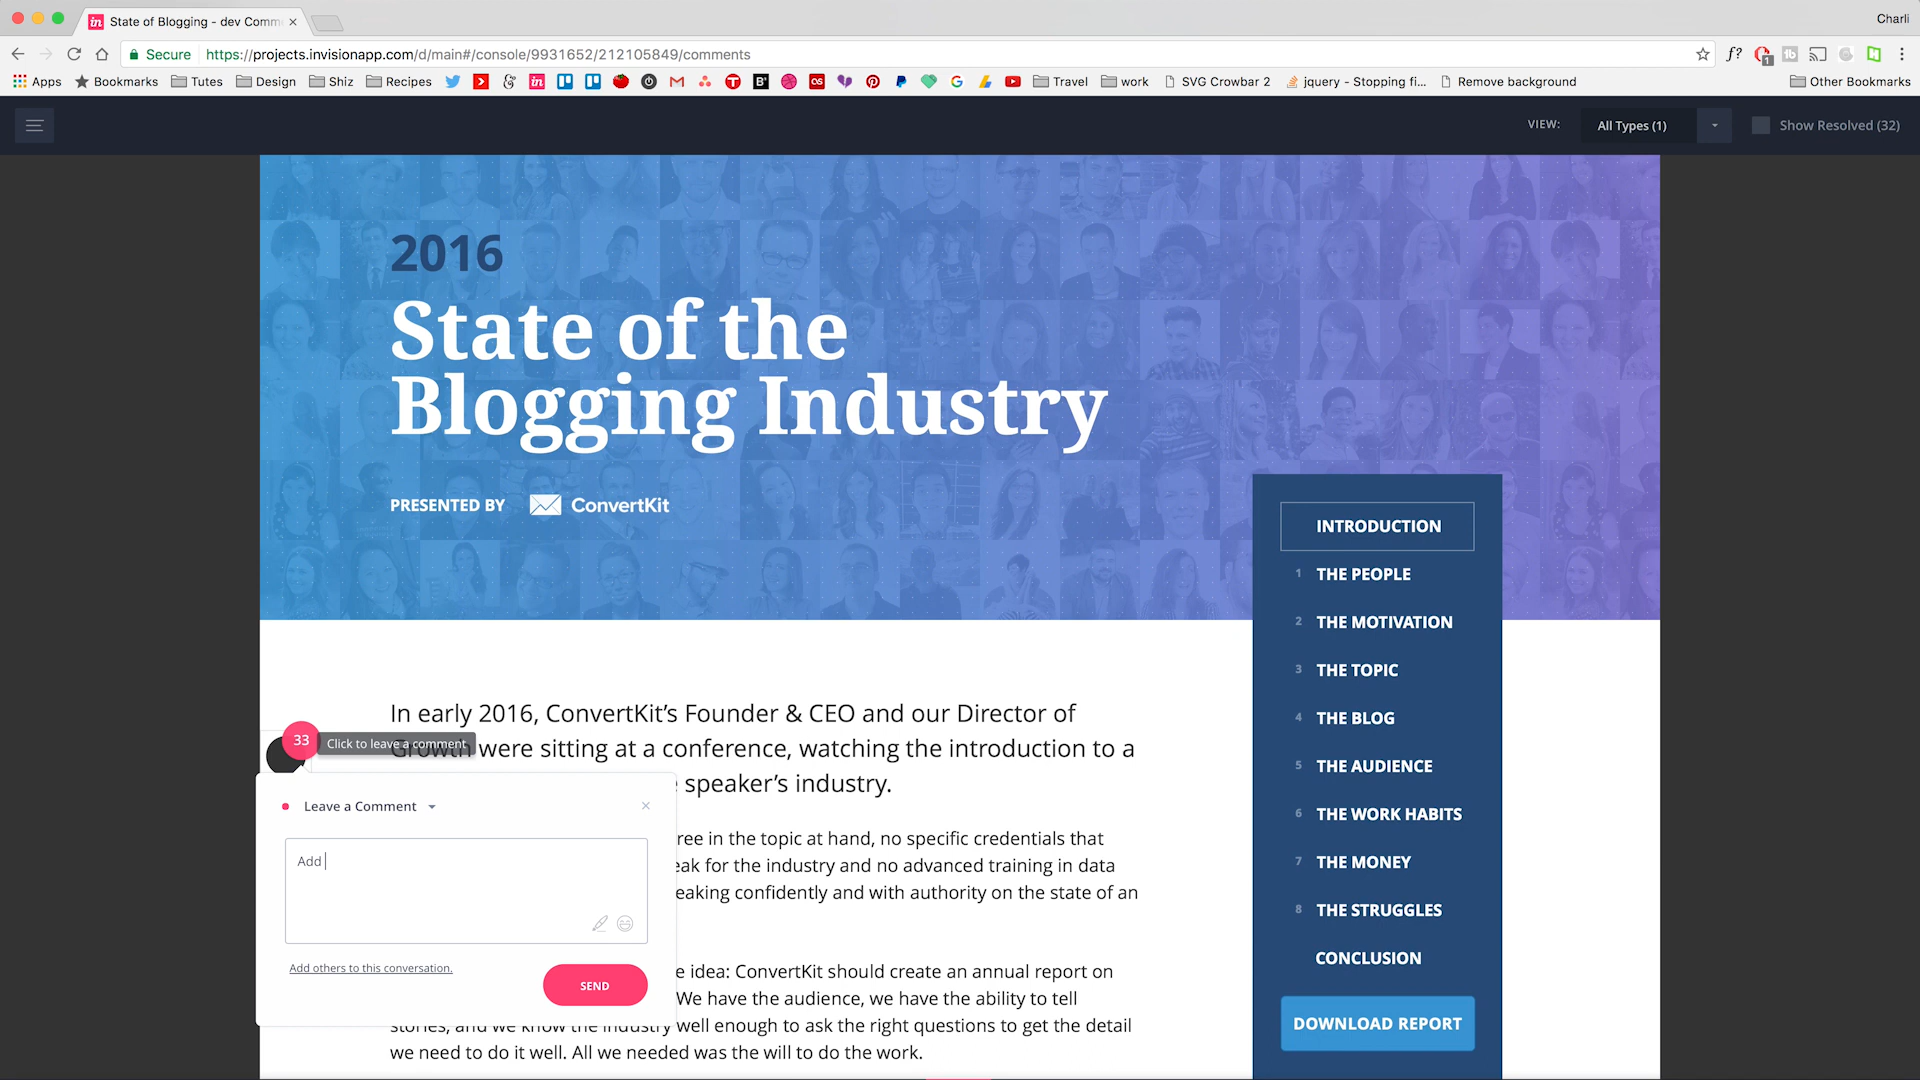 State of Blogging - dev Comm
Charli
Secure
https://projects.invisionapp.com/d/main#/console/9931652/212105849/comments
f?
1
Apps
Bookmarks
Tutes
Design
Shiz
Recipes
Travel
work
SVG Crowbar 2
jquery - Stopping fi...
Remove background
Other Bookmarks
VIEW:
All Types (1)
Show Resolved (32)
2016
State of the
Blogging Industry
PRESENTED BY
ConvertKit
INTRODUCTION
1 THE PEOPLE
2 THE MOTIVATION
3 THE TOPIC
4 THE BLOG
5 THE AUDIENCE
6 THE WORK HABITS
7 THE MONEY
8 THE STRUGGLES
CONCLUSION
DOWNLOAD REPORT
In early 2016, ConvertKit's Founder & CEO and our Director of
Growth were sitting at a conference, watching the introduction to a
speaker's industry.
33
Click to leave a comment
Leave a Comment
Add
Add others to this conversation.
SEND
ree in the topic at hand, no specific credentials that
eak for the industry and no advanced training in data
eaking confidently and with authority on the state of an
e idea: ConvertKit should create an annual report on
We have the audience, we have the ability to tell
stories, and we know the industry well enough to ask the right questions to get the detail
we need to do it well. All we needed was the will to do the work.